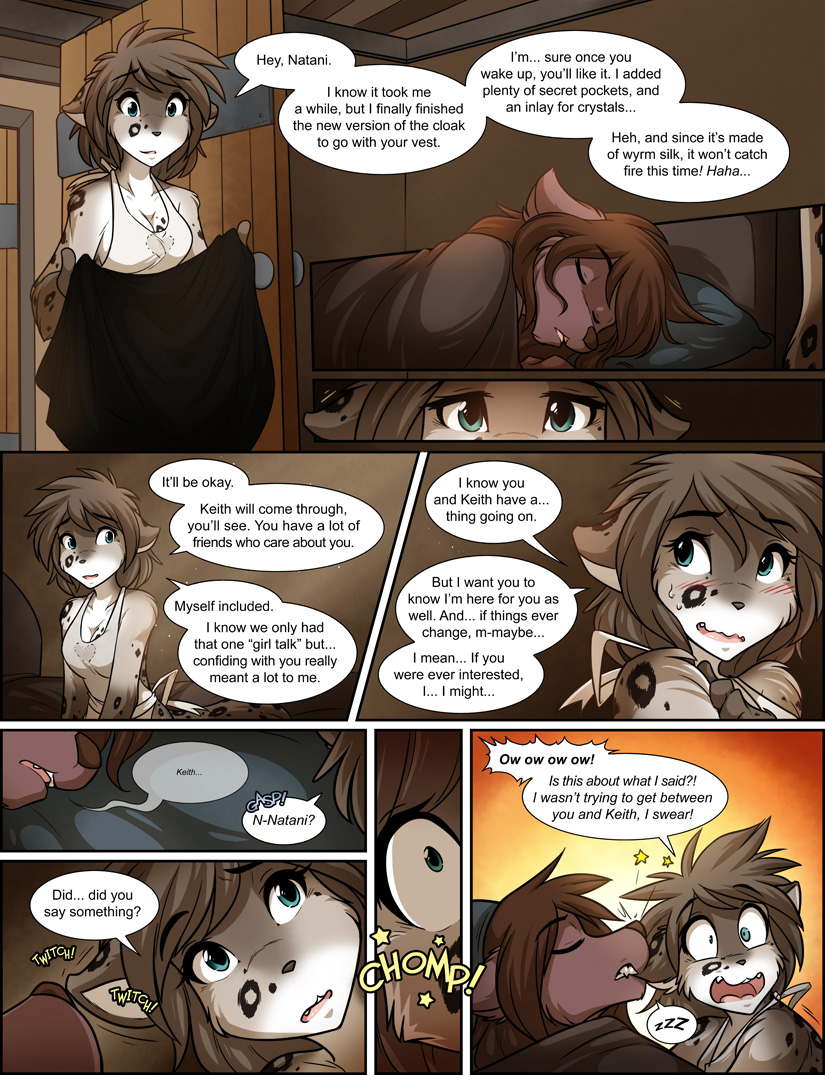 Hey, Natani.
I know it took me
a while, but I finally finished
the new version of the cloak
to go with your vest.
I'm... sure once you
wake up, you'll like it. I added
plenty of secret pockets, and
an inlay for crystals...
Heh, and since it's made
of wyrm silk, it won't catch
fire this time! Haha...
It'll be okay.
Keith will come through,
you'll see. You have a lot of
friends who care about you.
Myself included.
I know we only had
that one “girl talk” but...
confiding with you really
meant a lot to me.
I know you
and Keith have a...
thing going on.
But I want you to
know I'm here for you as
well. And... if things ever
change, m-maybe...
I mean... If you
were ever interested,
I... I might...
Keith...
GASP!
N-Natani?
Did... did you
say something?
TWITCH!
TWITCH!
CHOMP!
Ow ow ow ow!
Is this about what I said?!
I wasn't trying to get between
you and Keith, I swear!
zzz